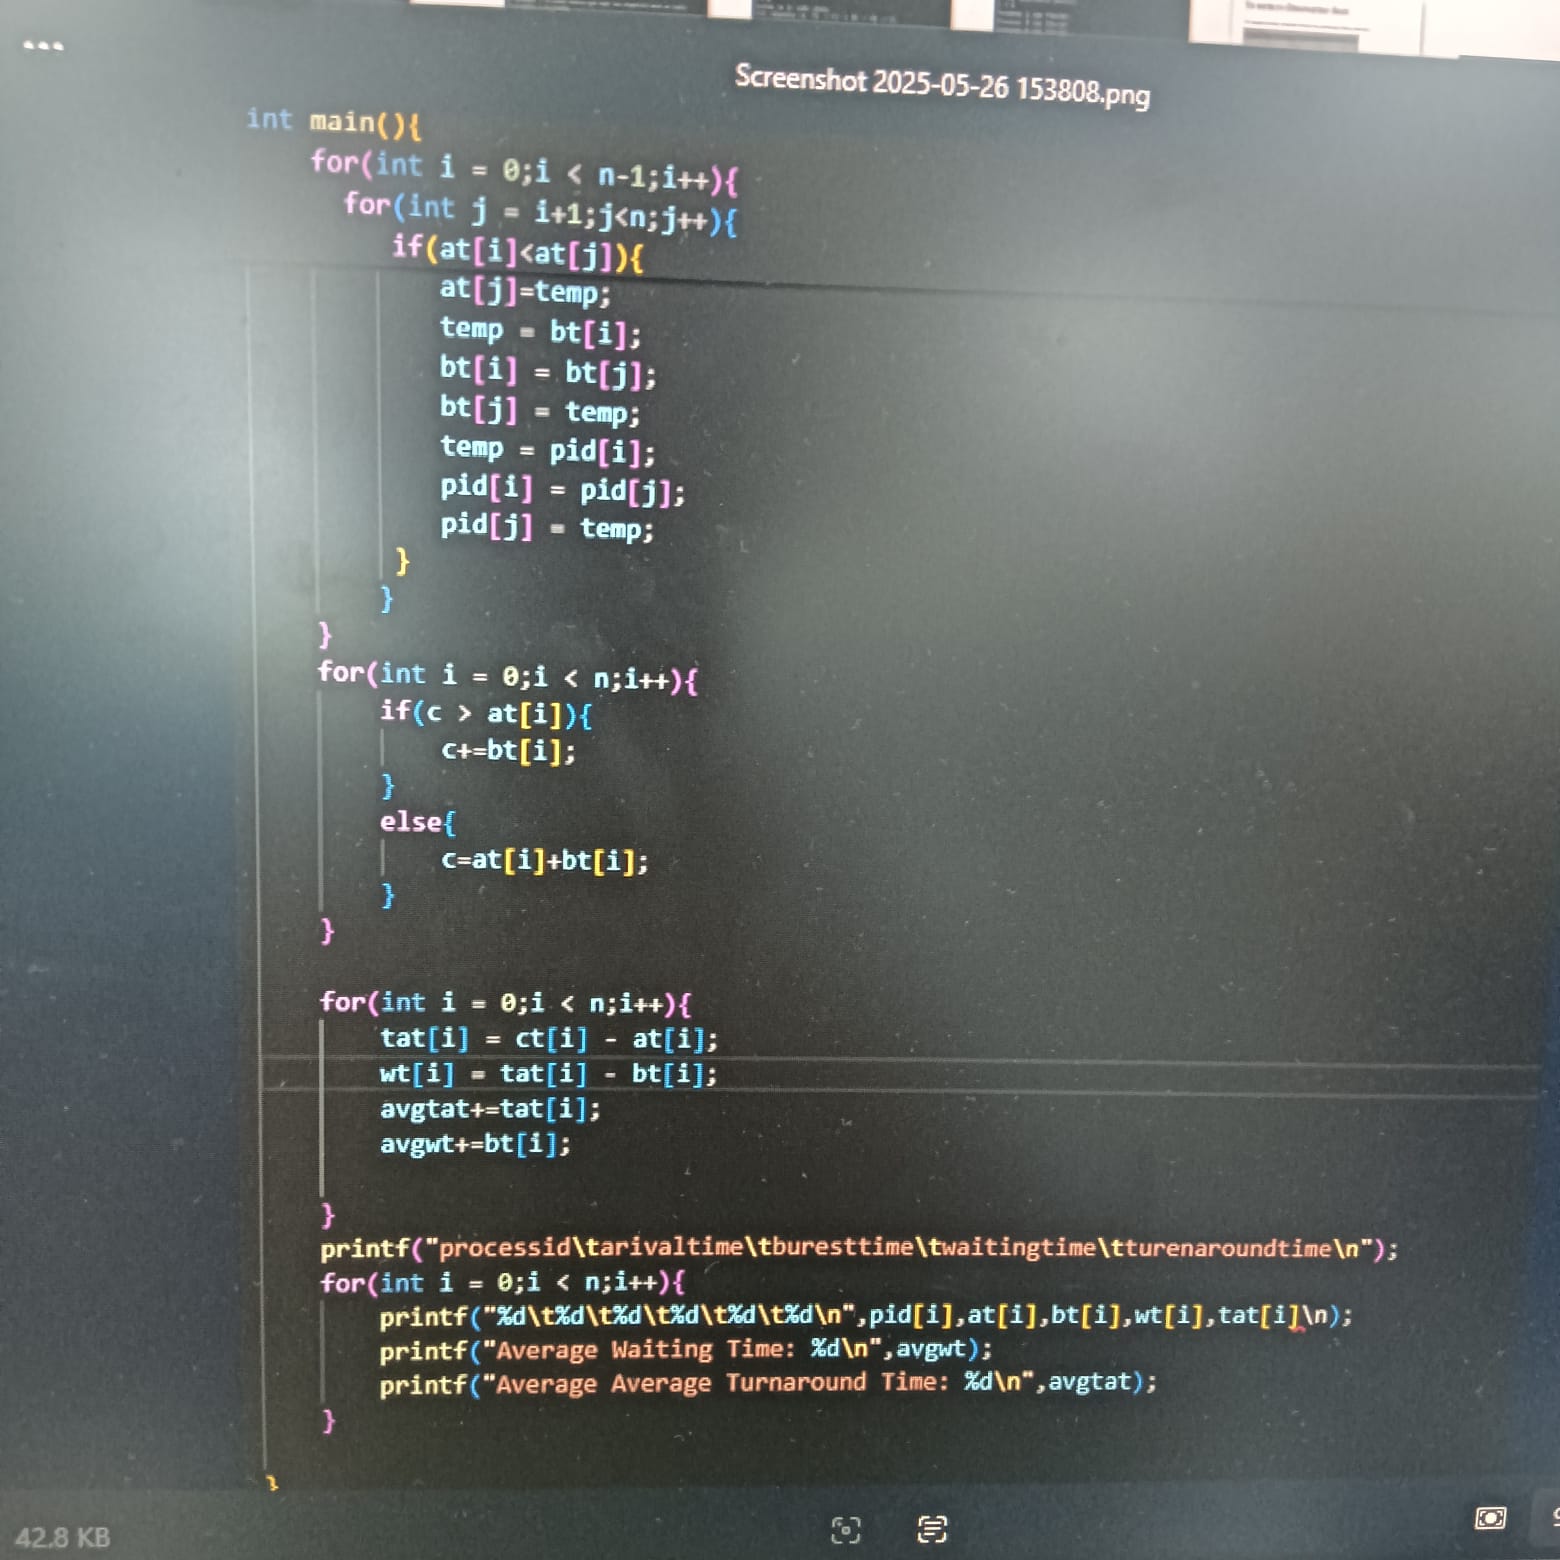 Screenshot 2025-05-26 153808.png
int main(){
for(int i = 0;i < n-1;i++){
for(int j = i+1;j<n;j++){
if(at[i]<at[j]){
at[j]=temp;
temp = bt[i];
bt[i] = bt[j];
bt[j] = temp;
temp = pid[i];
pid[i] = pid[j];
pid[j] = temp;
}
}
}
for(int i = 0;i < n;i++){
if(c > at[i]){
c+=bt[i];
}
else{
c=at[i]+bt[i];
}
}
for(int i = 0;i < n;i++){
tat[i] = ct[i] - at[i];
wt[i] = tat[i] - bt[i];
avgtat+=tat[i];
avgwt+=bt[i];
}
printf("processid\tarivaltime\tburesttime\twaitingtime\tturenaroundtime\n");
for(int i = 0;i < n;i++){
printf("%d\t%d\t%d\t%d\t%d\t%d\n",pid[i],at[i],bt[i],wt[i],tat[i]\n);
printf("Average Waiting Time: %d\n",avgwt);
printf("Average Average Turnaround Time: %d\n",avgtat);
}
}
42.8 KB